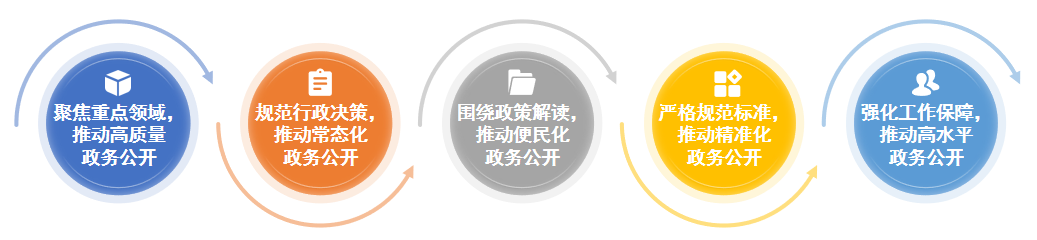 聚焦重点领域，
推动高质量
政务公开
规范行政决策，
推动常态化
政务公开
围绕政策解读，
推动便民化
政务公开
严格规范标准，
推动精准化
政务公开
强化工作保障，
推动高水平
政务公开